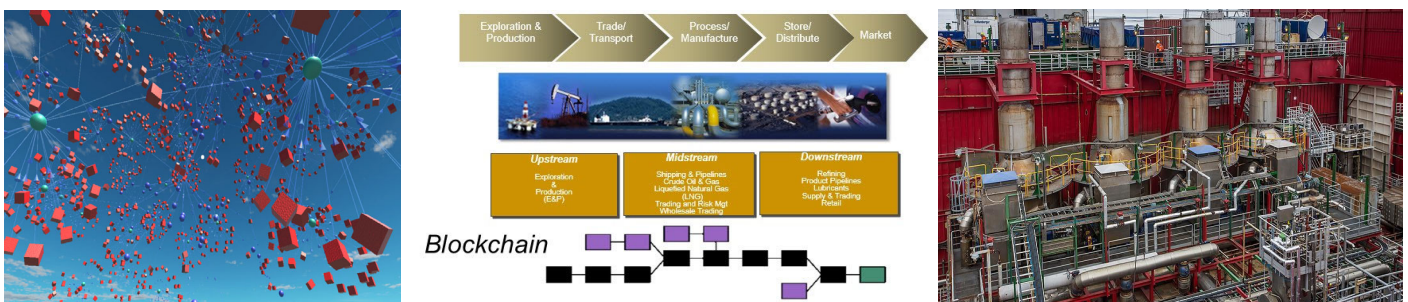 Exploration &
Production
Trade/
Transport
Process/
Manufacture
Store/
Distribute
Market
Upstream
Exploration
&
Production
(E&P)
Midstream
Shipping & Pipelines
Crude Oil & Gas
Liquefied Natural Gas
(LNG)
Trading and Risk Mgt
Wholesale Trading
Downstream
Refining
Product Pipelines
Lubricants
Supply & Trading
Retail
Blockchain